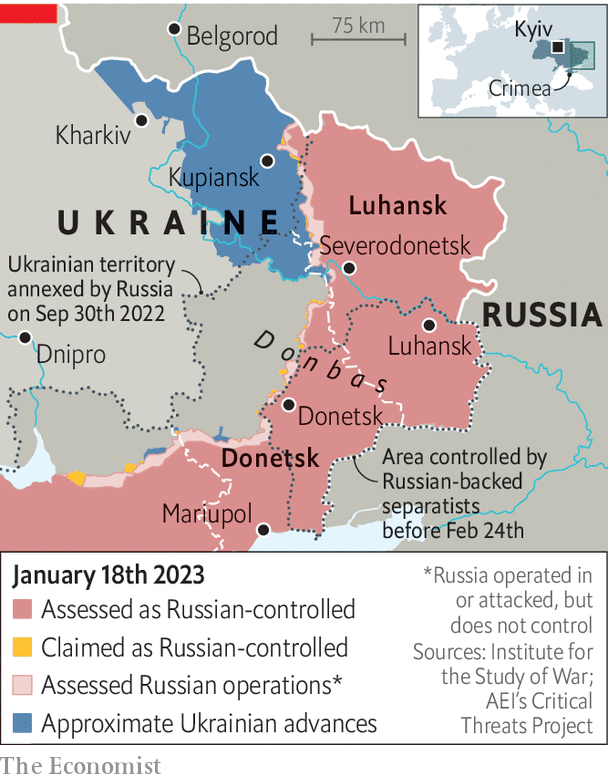 Belgorod
75 km
Kyiv
Crimea
Kharkiv
Kupiansk
UKRAINE
Luhansk
Severodonetsk
Ukrainian territory
annexed by Russia
on Sep 30th 2022
RUSSIA
Dnipro
Donbas
Luhansk
Donetsk
Donetsk
Area controlled by
Russian-backed
separatists
before Feb 24th
Mariupol
January 18th 2023
Assessed as Russian-controlled
Claimed as Russian-controlled
Assessed Russian operations*
Approximate Ukrainian advances
*Russia operated in
or attacked, but
does not control
Sources: Institute for
the Study of War;
AEI's Critical
Threats Project
The Economist